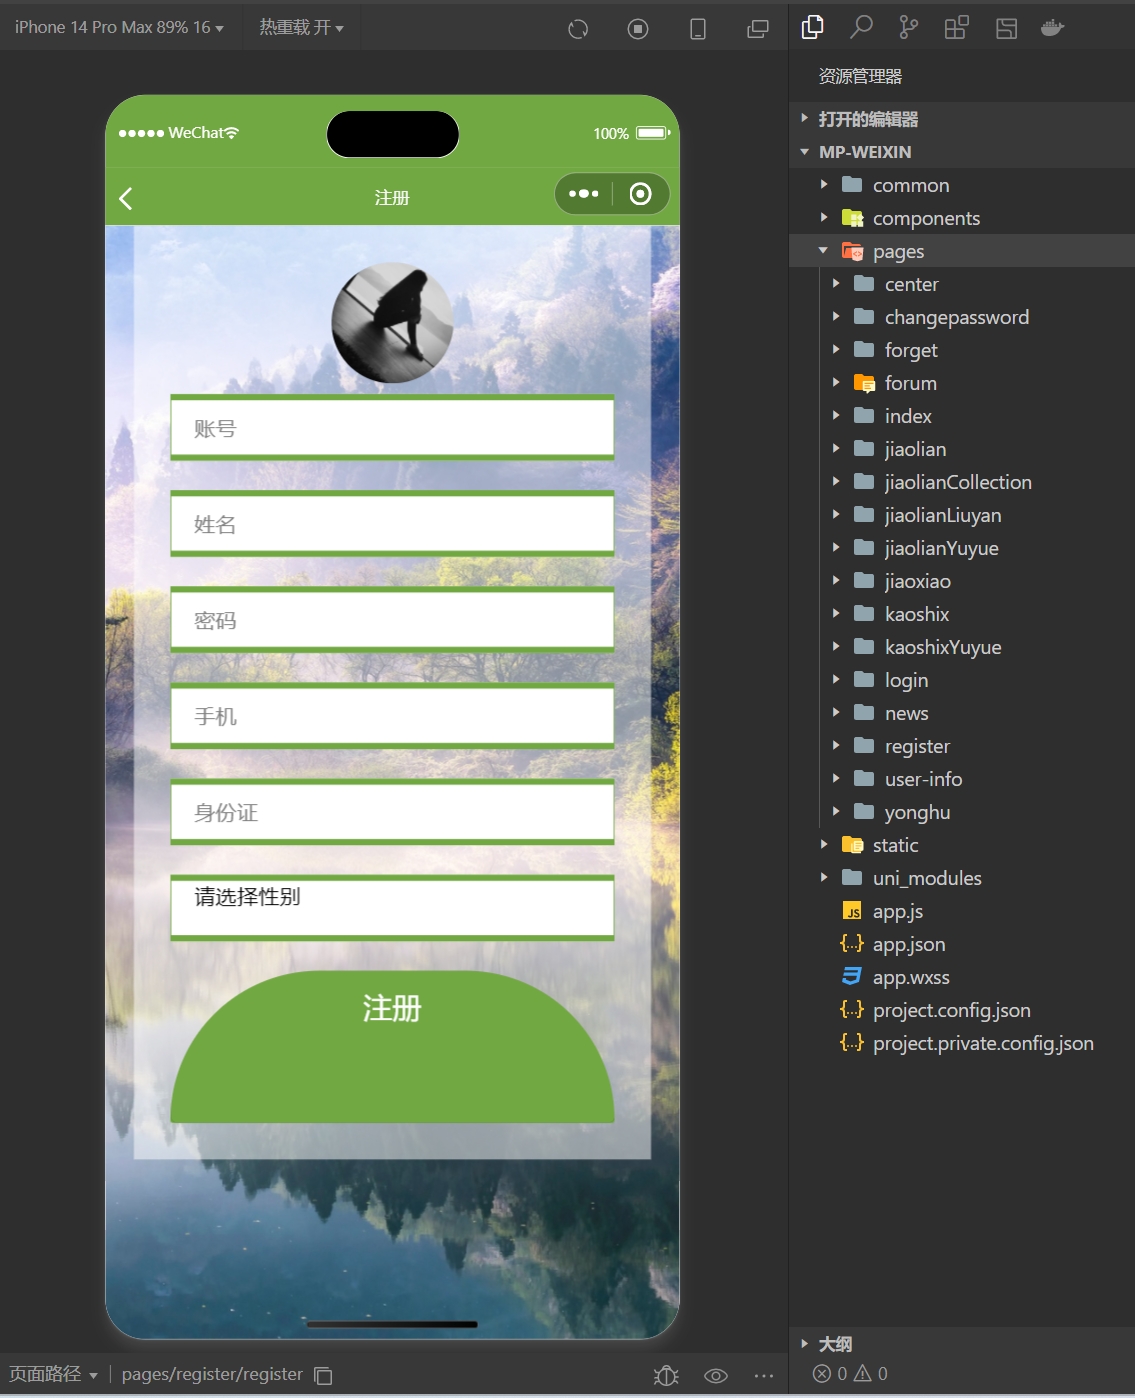 iPhone 14 Pro Max 89% 16
热重载 开
WeChat
100%
注册
账号
姓名
密码
手机
身份证
请选择性别
注册
页面路径
pages/register/register
资源管理器
打开的编辑器
MP-WEIXIN
common
components
pages
center
changepassword
forget
forum
index
jiaolian
jiaolianCollection
jiaolianLiuyan
jiaolianYuyue
jiaoxiao
kaoshix
kaoshixYuyue
login
news
register
user-info
yonghu
static
uni_modules
JS app.js
{..} app.json
app.wxss
{..} project.config.json
{..} project.private.config.json
大纲
0 0